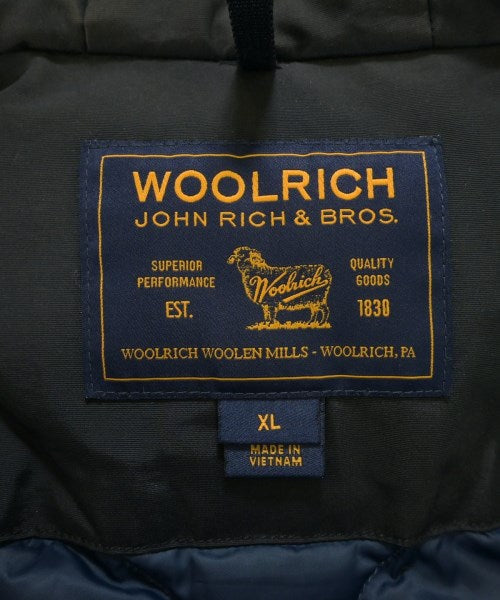 WOOLRICH
JOHN RICH & BROS.
SUPERIOR
PERFORMANCE
EST.
Woolrich
QUALITY
GOODS
1830
WOOLRICH WOOLEN MILLS - WOOLRICH, PA
XL
MADE IN
VIETNAM